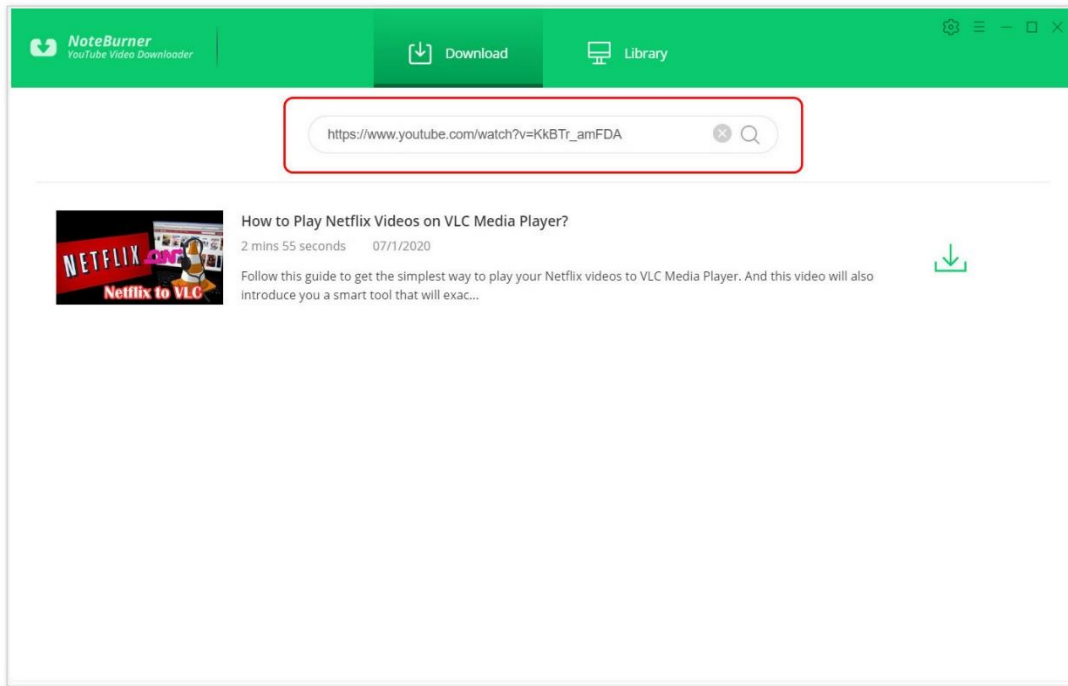 NoteBurner
YouTube Video Downloader
Download
Library
https://www.youtube.com/watch?v=KkBTr_amFDA
How to Play Netflix Videos on VLC Media Player?
2 mins 55 seconds 07/1/2020
Follow this guide to get the simplest way to play your Netflix videos to VLC Media Player. And this video will also
introduce you a smart tool that will exac...
NETFLIX
Netflix to VLC